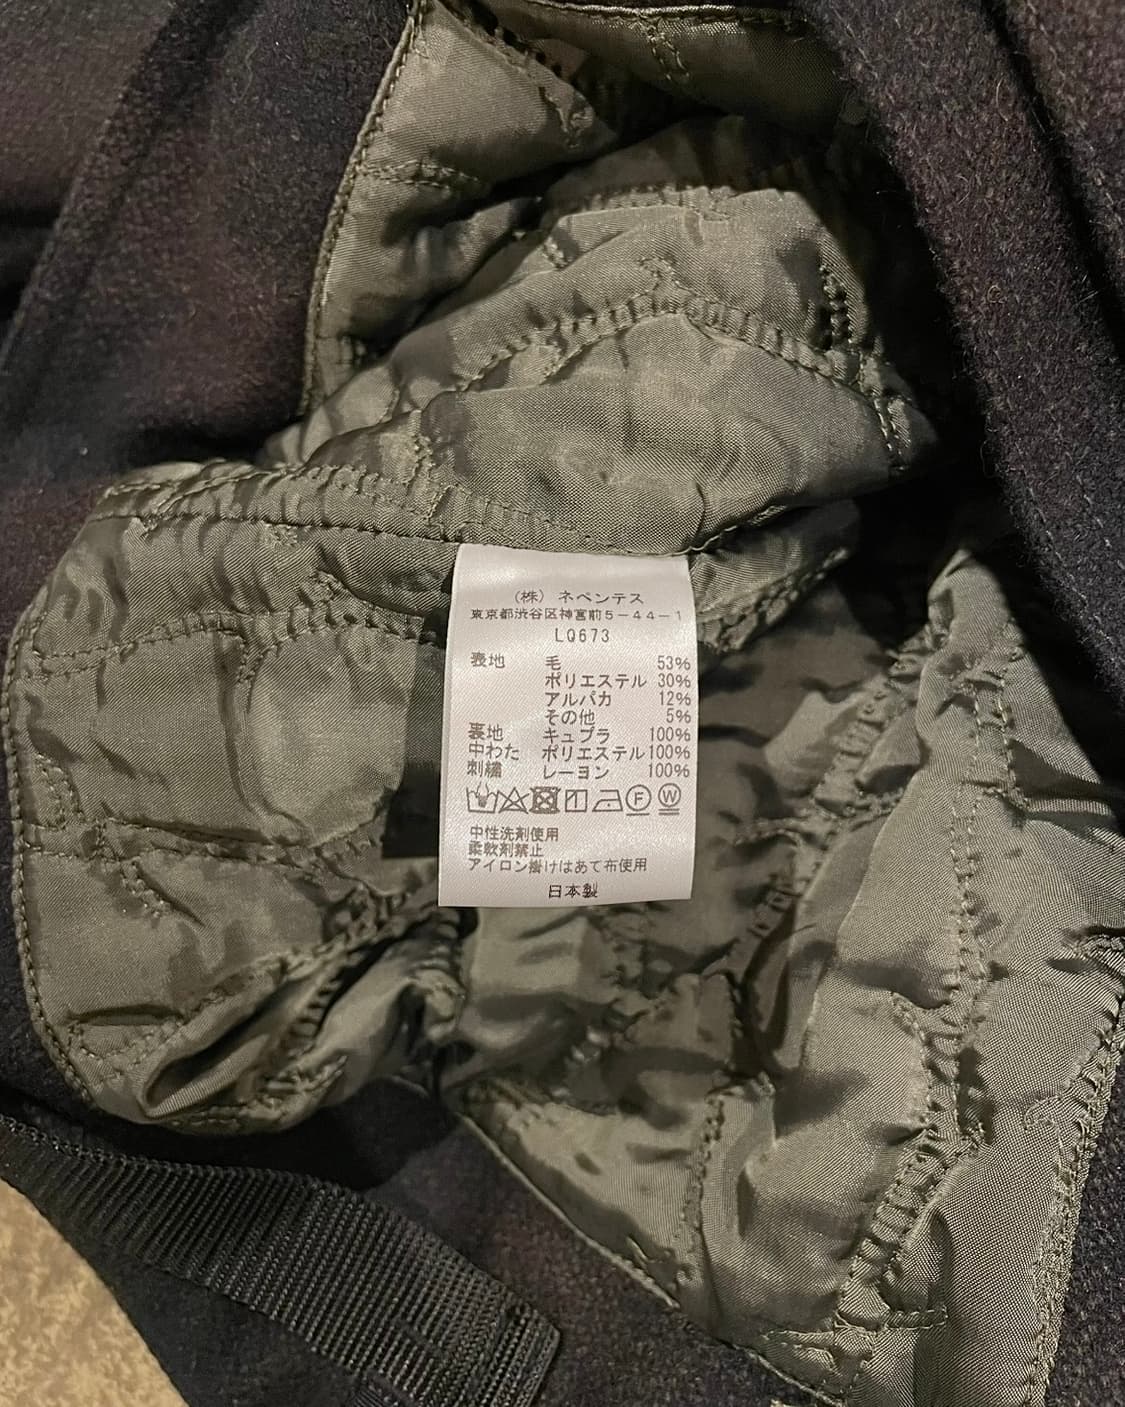 （株）ネペンテス
東京都渋谷区神宮前5-44-1
LQ673
表地 毛 53%
ポリエステル 30%
アルパカ 12%
その他 5%
裏地 キュプラ 100%
中わた ポリエステル 100%
刺繍 レーヨン 100%
F W
中性洗剤使用
柔軟剤禁止
アイロン掛けはあて布使用
日本製